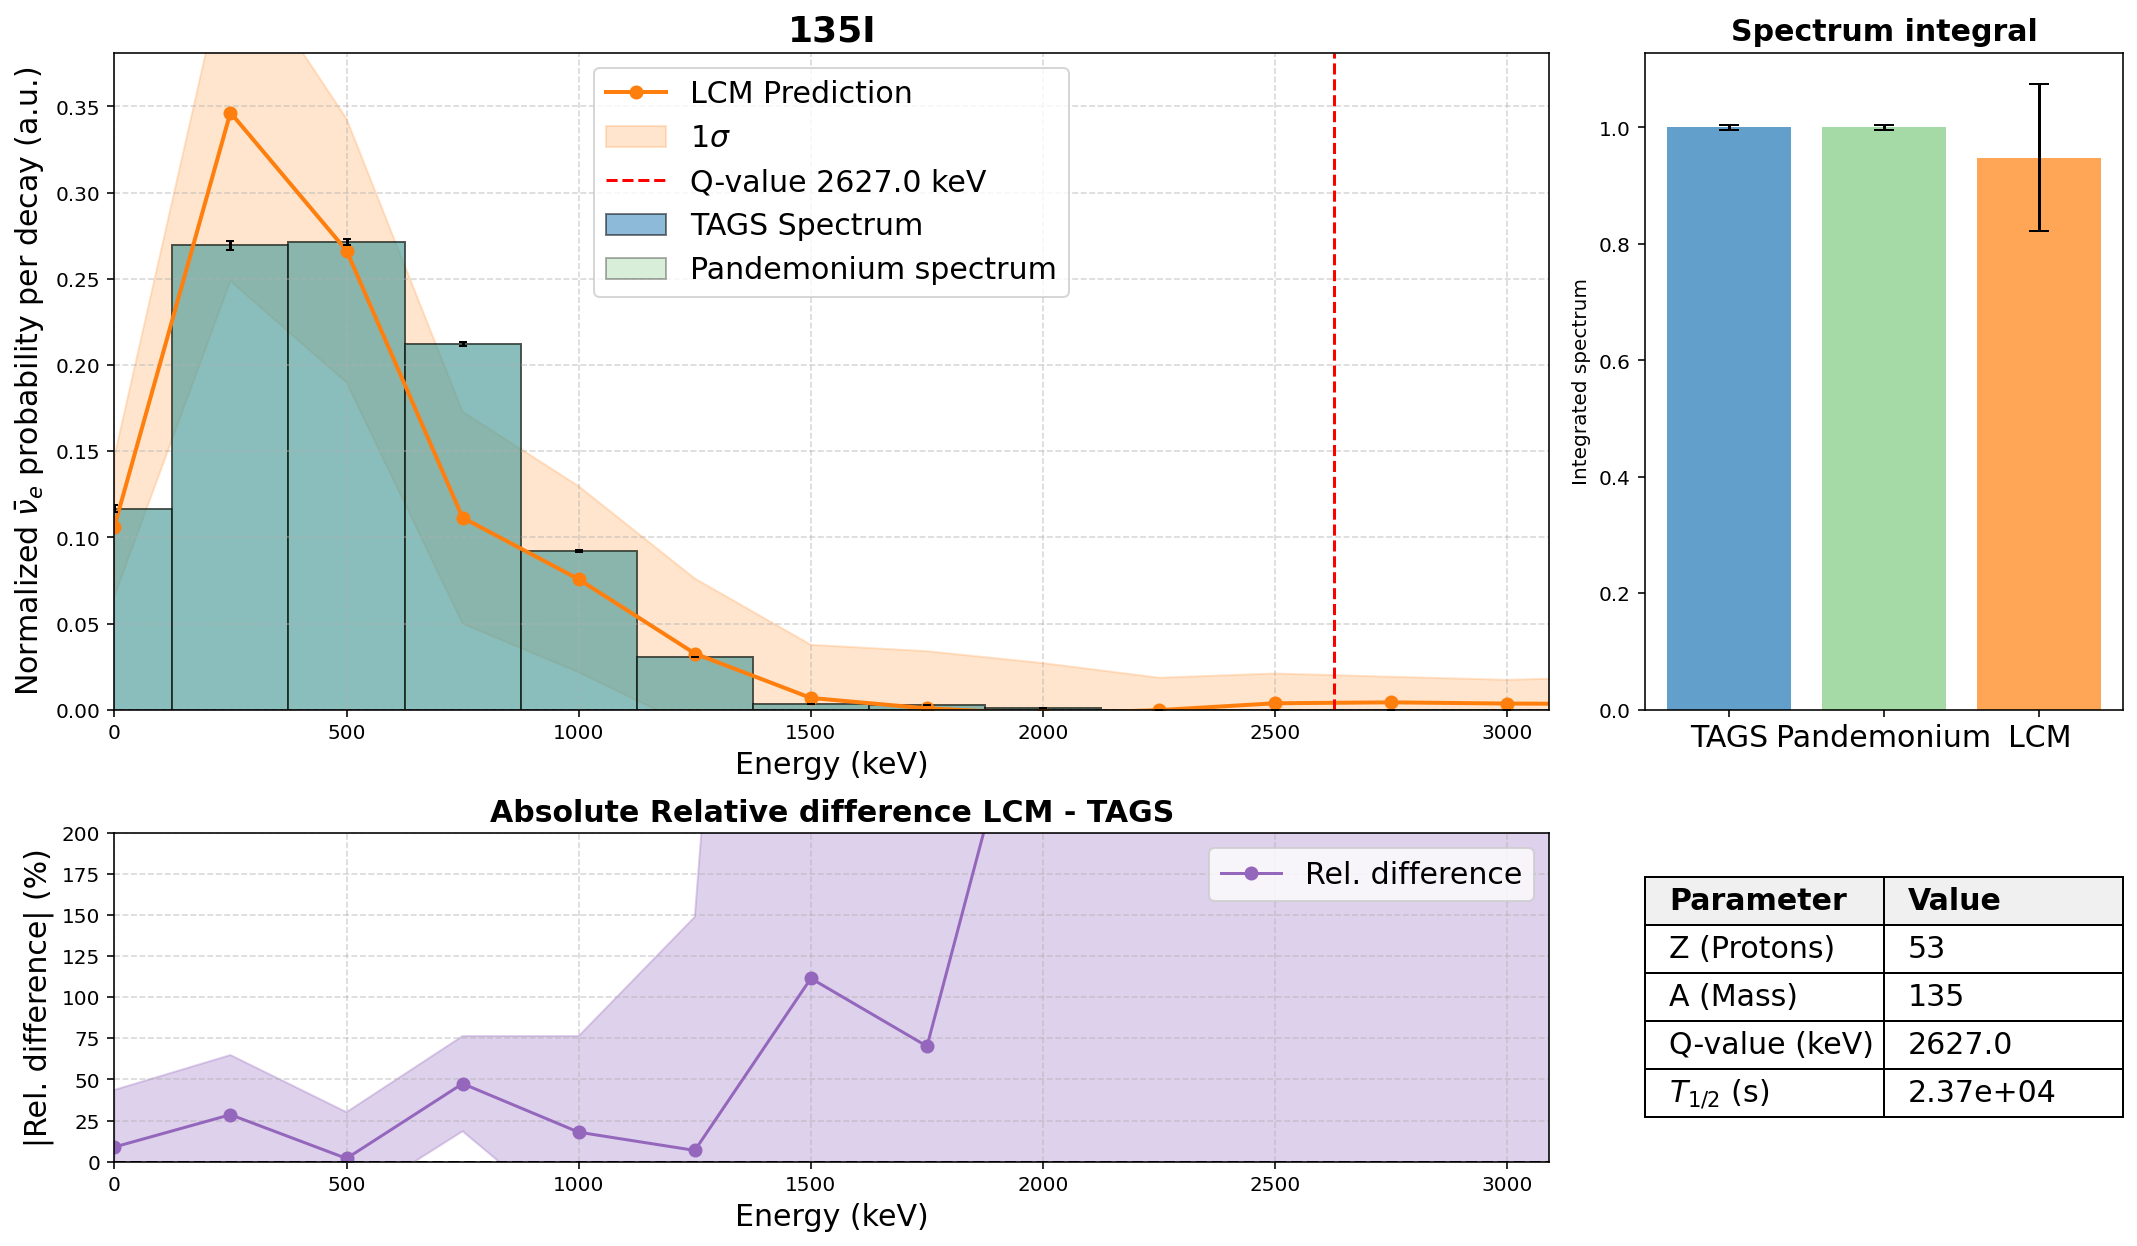 135I
Normalized ν̄ₑ probability per decay (a.u.)
0.35
0.30
0.25
0.20
0.15
0.10
0.05
0.00
LCM Prediction
1σ
Q-value 2627.0 keV
TAGS Spectrum
Pandemonium spectrum
0 500 1000 1500 2000 2500 3000
Energy (keV)
Spectrum integral
Integrated spectrum
1.0
0.8
0.6
0.4
0.2
0.0
TAGS Pandemonium LCM
Absolute Relative difference LCM - TAGS
|Rel. difference| (%)
200
175
150
125
100
75
50
25
0
Rel. difference
0 500 1000 1500 2000 2500 3000
Energy (keV)
Parameter Value
Z (Protons) 53
A (Mass) 135
Q-value (keV) 2627.0
T₁/₂ (s) 2.37e+04